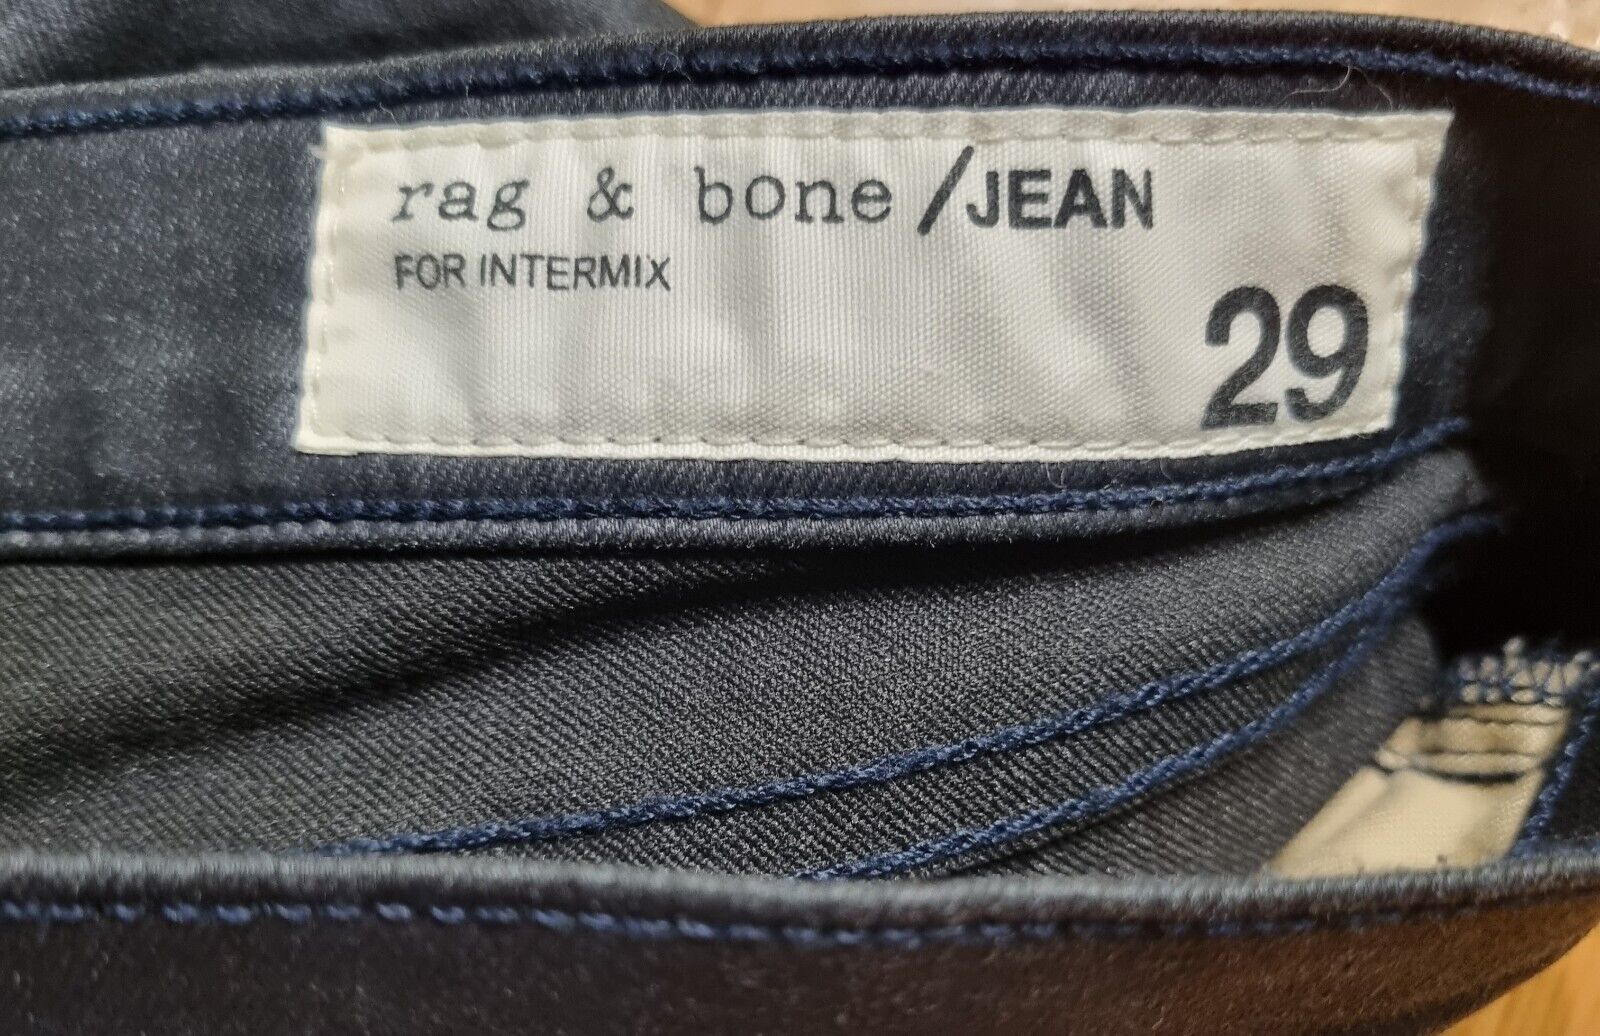 rag & bone/JEAN
FOR INTERMIX
29